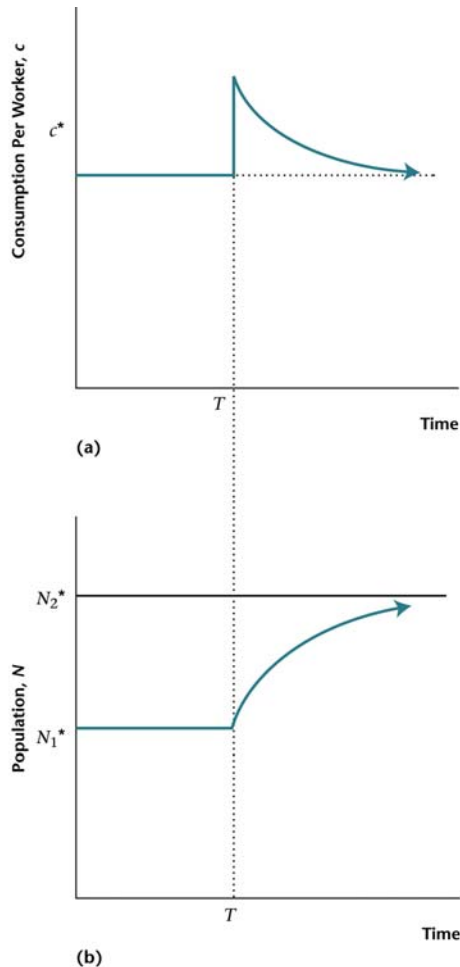 Consumption Per Worker, c
c*
T
Time
(a)
Population, N
N₂*
N₁*
T
Time
(b)